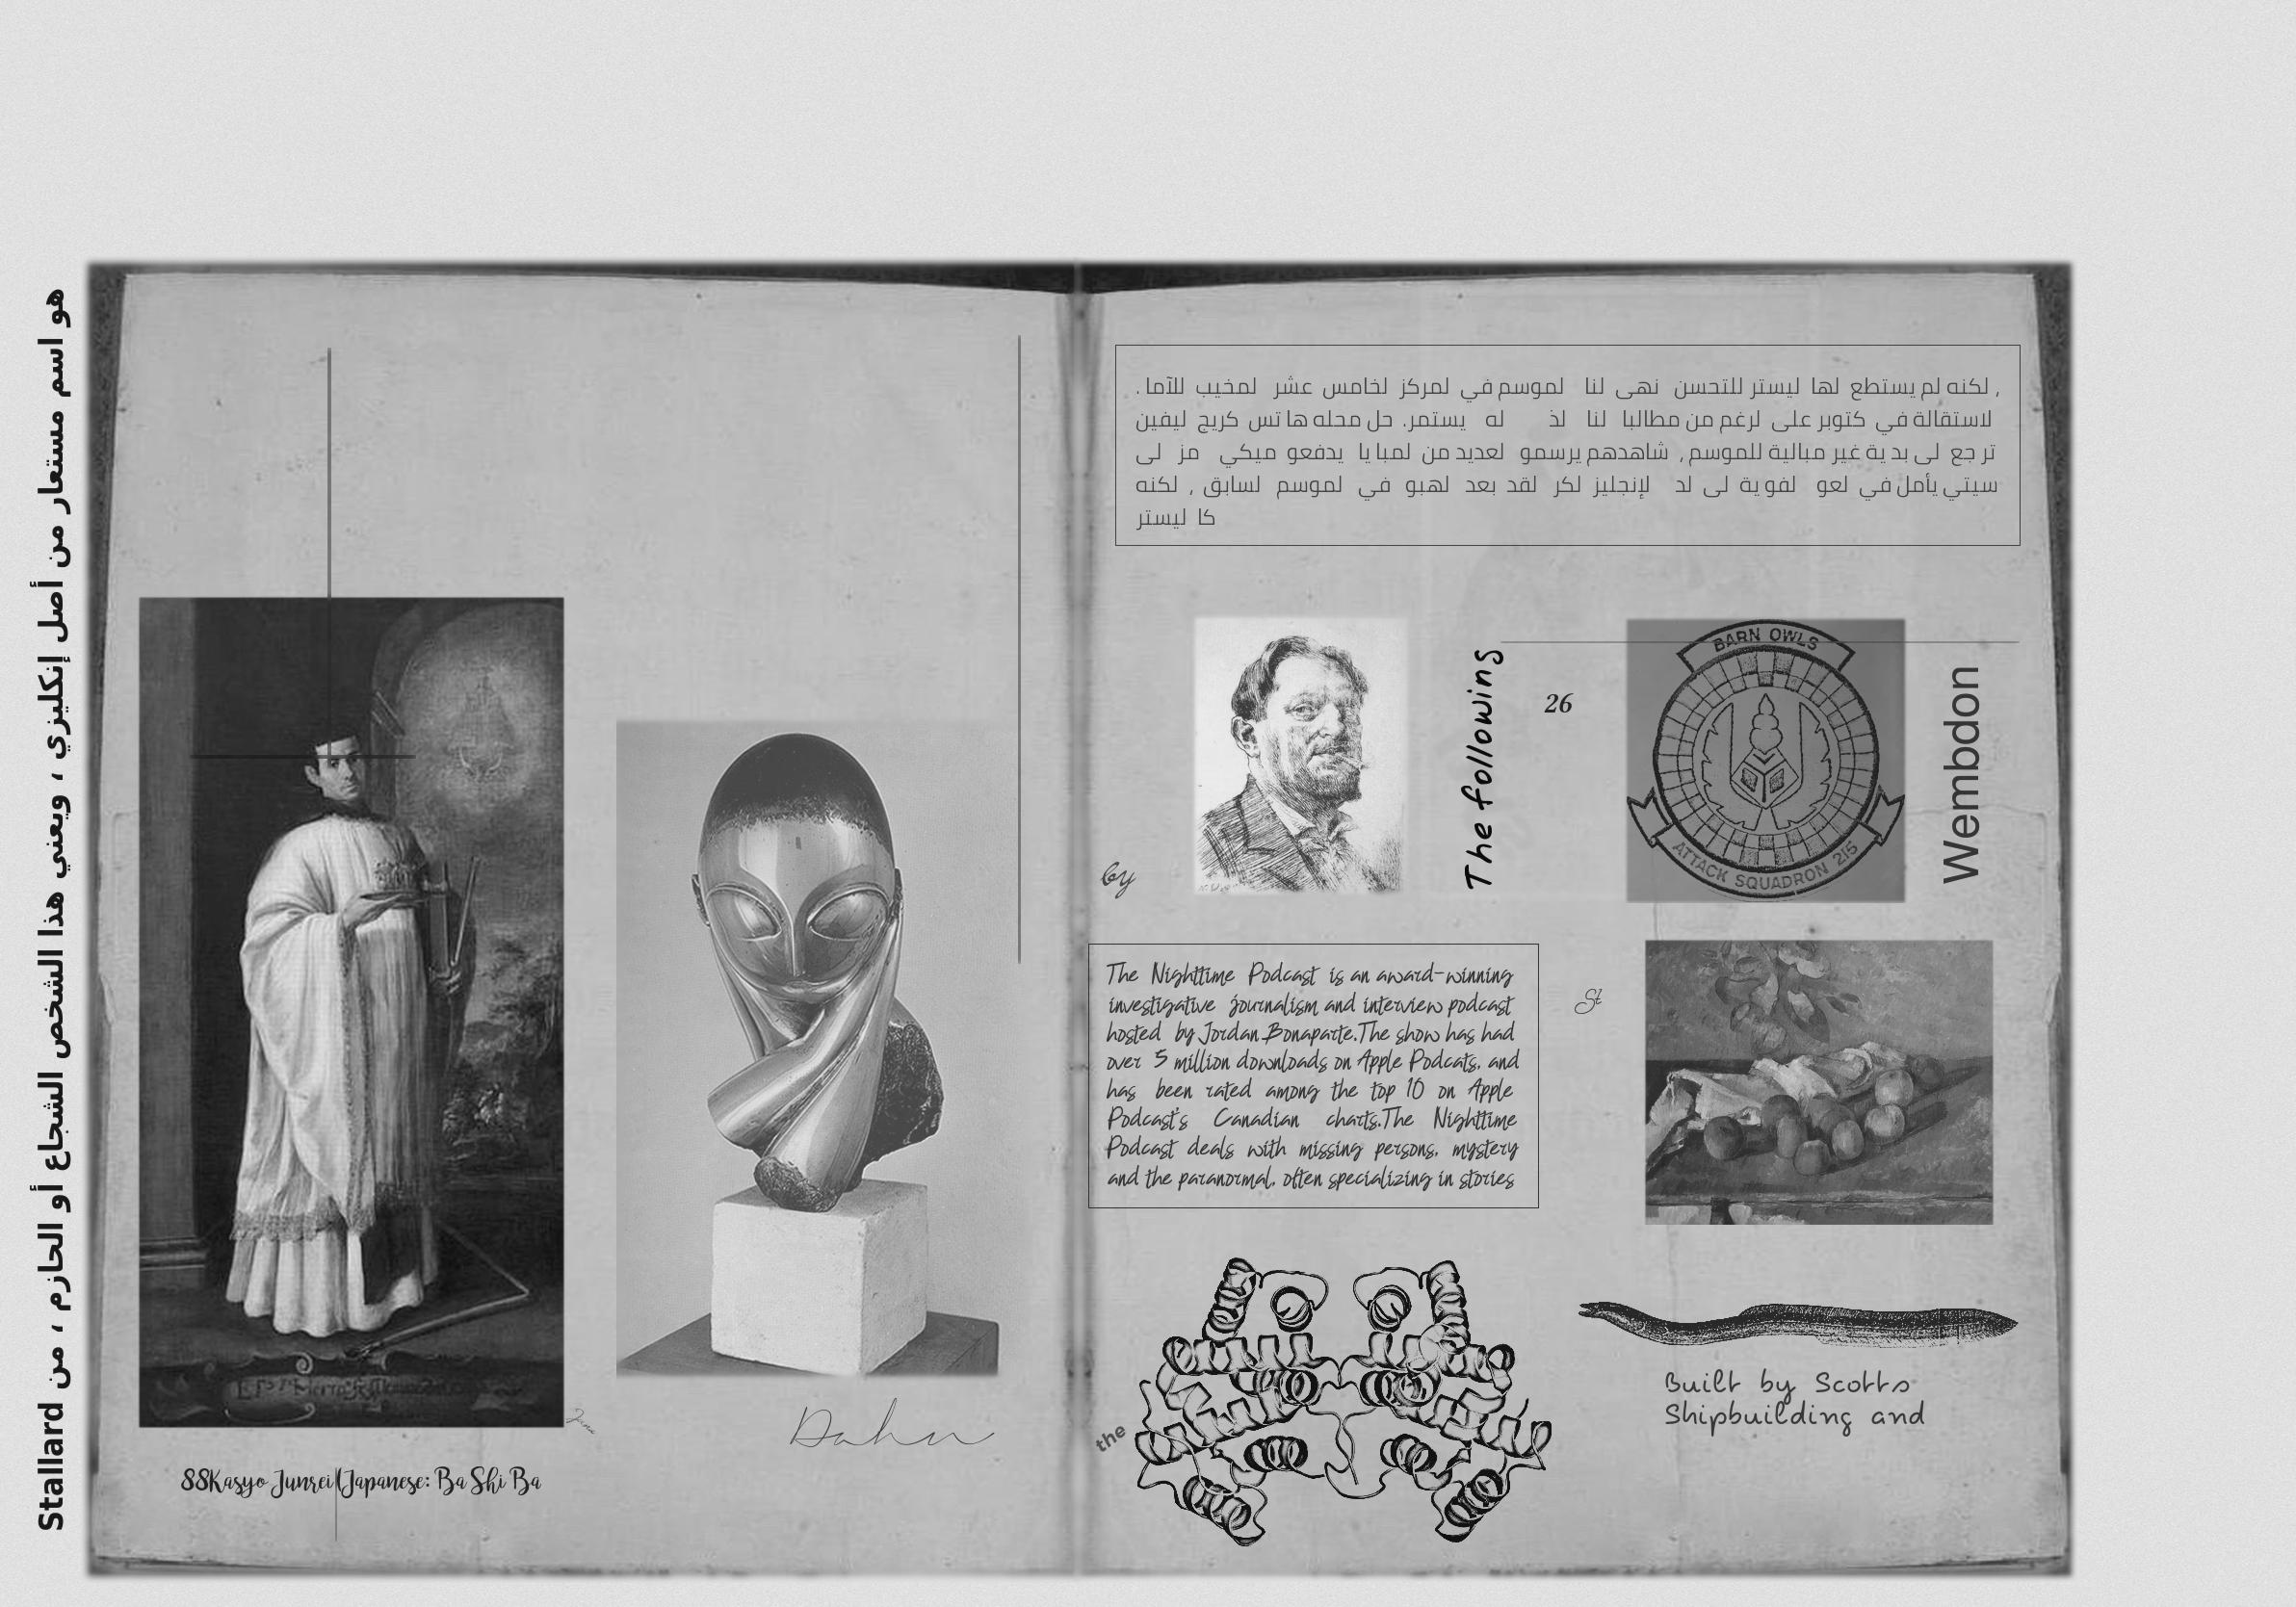 هو اسم مستعار من أصل إنكليزي ، ويعني هذا الشخص الشجاع أو الحازم ، من Stallard
88Kasyo Junrei (Japanese: Ba Shi Ba
Dahn
, لكنه لم يستطع لها ليستر للتحسن نهى لنا لموسم في لمركز لخامس عشر لمخيب للآما .
لاستقالة في كتوبر على لرغم من مطالبا لنا لذ له يستمر. حل محله ها تس كريج ليفين
تر جع لى بد ية غير مبالية للموسم , شاهدهم يرسمو لعديد من لمبا يا يدفعو ميكي مز لى
سيتي يأمل في لعو لفو ية لى لد لإنجليز لكر لقد بعد لهبو في لموسم لسابق , لكنه
كا ليستر
by
The following
26
BARN OWLS
ATTACK SQUADRON 215
Wembdon
The Nighttime Podcast is an award-winning
investigative journalism and interview podcast
hosted by Jordan Bonaparte.The show has had
over 5 million downloads on Apple Podcats, and
has been rated among the top 10 on Apple
Podcast's Canadian charts.The Nighttime
Podcast deals with missing persons, mystery
and the paranormal, often specializing in stories
St
the
Built by Scotts
Shipbuilding and